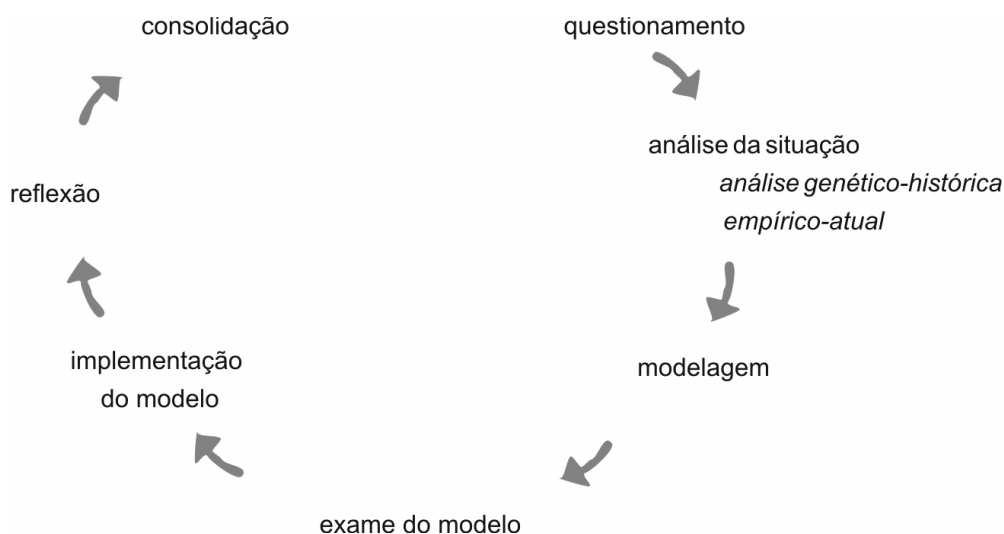 consolidação
questionamento
análise da situação
análise genético-histórica
empírico-atual
reflexão
modelagem
implementação
do modelo
exame do modelo